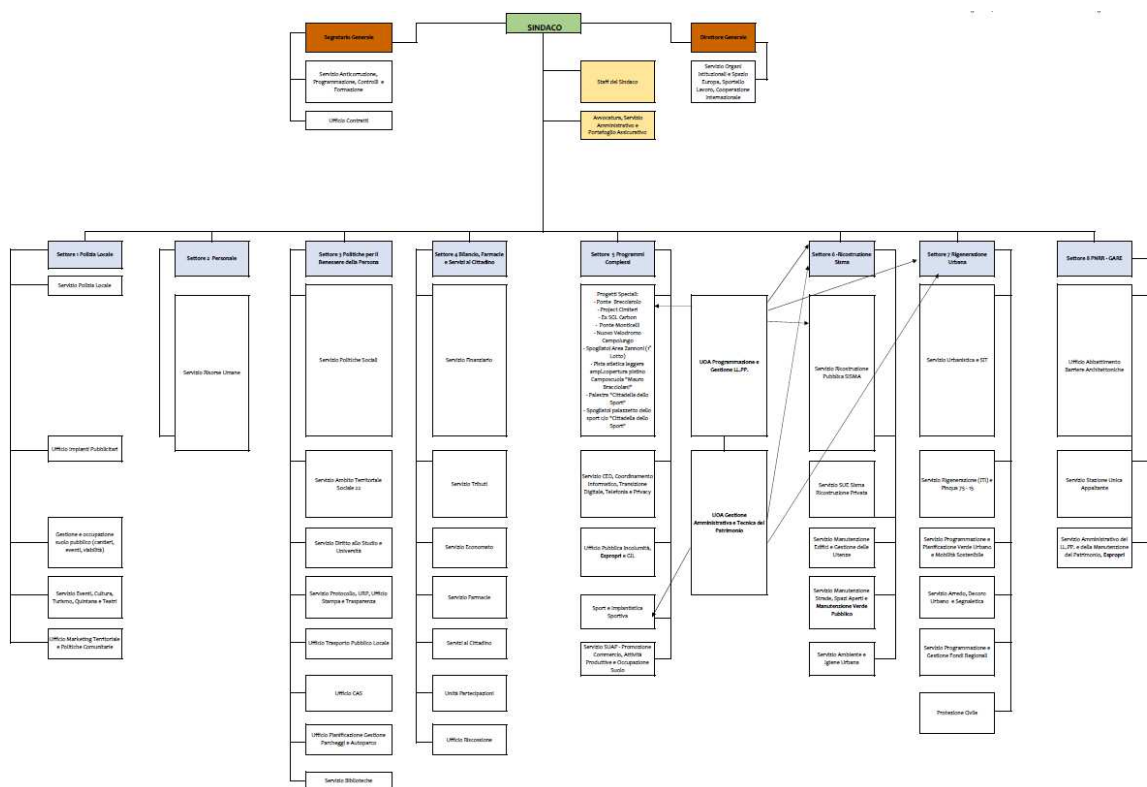 SINDACO
Segretario Generale
Direttore Generale
Servizio Anticorruzione,
Programmazione, Controlli e
Formazione
Ufficio Contratti
Staff del Sindaco
Avvocatura, Servizio
Amministrativo e
Portafoglio Assicurativo
Servizio Organi
Istituzionali e Spazio
Europa, Sportello
Lavoro, Cooperazione
Internazionale
Settore 1 Polizia Locale
Servizio Polizia Locale
Ufficio Impianti Pubblicitari
Gestione e occupazione
suolo pubblico (cantieri,
eventi, viabilità)
Servizio Eventi, Cultura,
Turismo, Quintana e Teatri
Ufficio Marketing Territoriale
e Politiche Comunitarie
Settore 2 Personale
Servizio Risorse Umane
Settore 3 Politiche per il
Benessere della Persona
Servizio Politiche Sociali
Servizio Ambito Territoriale
Sociale 22
Servizio Diritto allo Studio e
Università
Servizio Protocollo, URP, Ufficio
Stampa e Trasparenza
Ufficio Trasporto Pubblico Locale
Ufficio CAS
Ufficio Pianificazione Gestione
Parcheggi e Autoparco
Servizio Biblioteche
Settore 4 Bilancio, Farmacie
e Servizi al Cittadino
Servizio Finanziario
Servizio Tributi
Servizio Economato
Servizio Farmacie
Servizi al Cittadino
Unità Partecipazioni
Ufficio Riscossione
Settore 5 Programmi
Complessi
Progetti Speciali:
- Ponte Bracciolano
- Project Cimiteri
- Ex SGL Carbon
- Ponte Monticelli
- Nuovo Velodromo
Campolungo
- Spogliatoi Area Zannoni (1°
Lotto)
- Pista atletica leggera
ampl.copertura pistino
Camposcuola "Mauro
Bracciolani"
- Palestra "Cittadella dello
Sport"
- Spogliatoi palazzetto dello
sport c/o "Cittadella dello
Sport"
Servizio CED, Coordinamento
Informatico, Transizione
Digitale, Telefonia e Privacy
Ufficio Pubblica Incolumità,
Espropri e GIL
Sport e Impiantistica
Sportiva
Servizio SUAP - Promozione
Commercio, Attività
Produttive e Occupazione
Suolo
UOA Programmazione e
Gestione LL.PP.
UOA Gestione
Amministrativa e Tecnica del
Patrimonio
Settore 6 -Ricostruzione
Sisma
Servizio Ricostruzione
Pubblica SISMA
Servizio SUE Sisma
Ricostruzione Privata
Servizio Manutenzione
Edifici e Gestione delle
Utenze
Servizio Manutenzione
Strade, Spazi Aperti e
Manutenzione Verde
Pubblico
Servizio Ambiente e
Igiene Urbana
Settore 7 Rigenerazione
Urbana
Servizio Urbanistica e SIT
Servizio Rigenerazione (ITI) e
Pinqua 75 - 15
Servizio Programmazione e
Pianificazione Verde Urbano
e Mobilità Sostenibile
Servizio Arredo, Decoro
Urbano e Segnaletica
Servizio Programmazione e
Gestione Fondi Regionali
Protezione Civile
Settore 8 PNRR - GARE
Ufficio Abbattimento
Barriere Architettoniche
Servizio Stazione Unica
Appaltante
Servizio Amministrativo dei
LL.PP. e della Manutenzione
del Patrimonio, Espropri